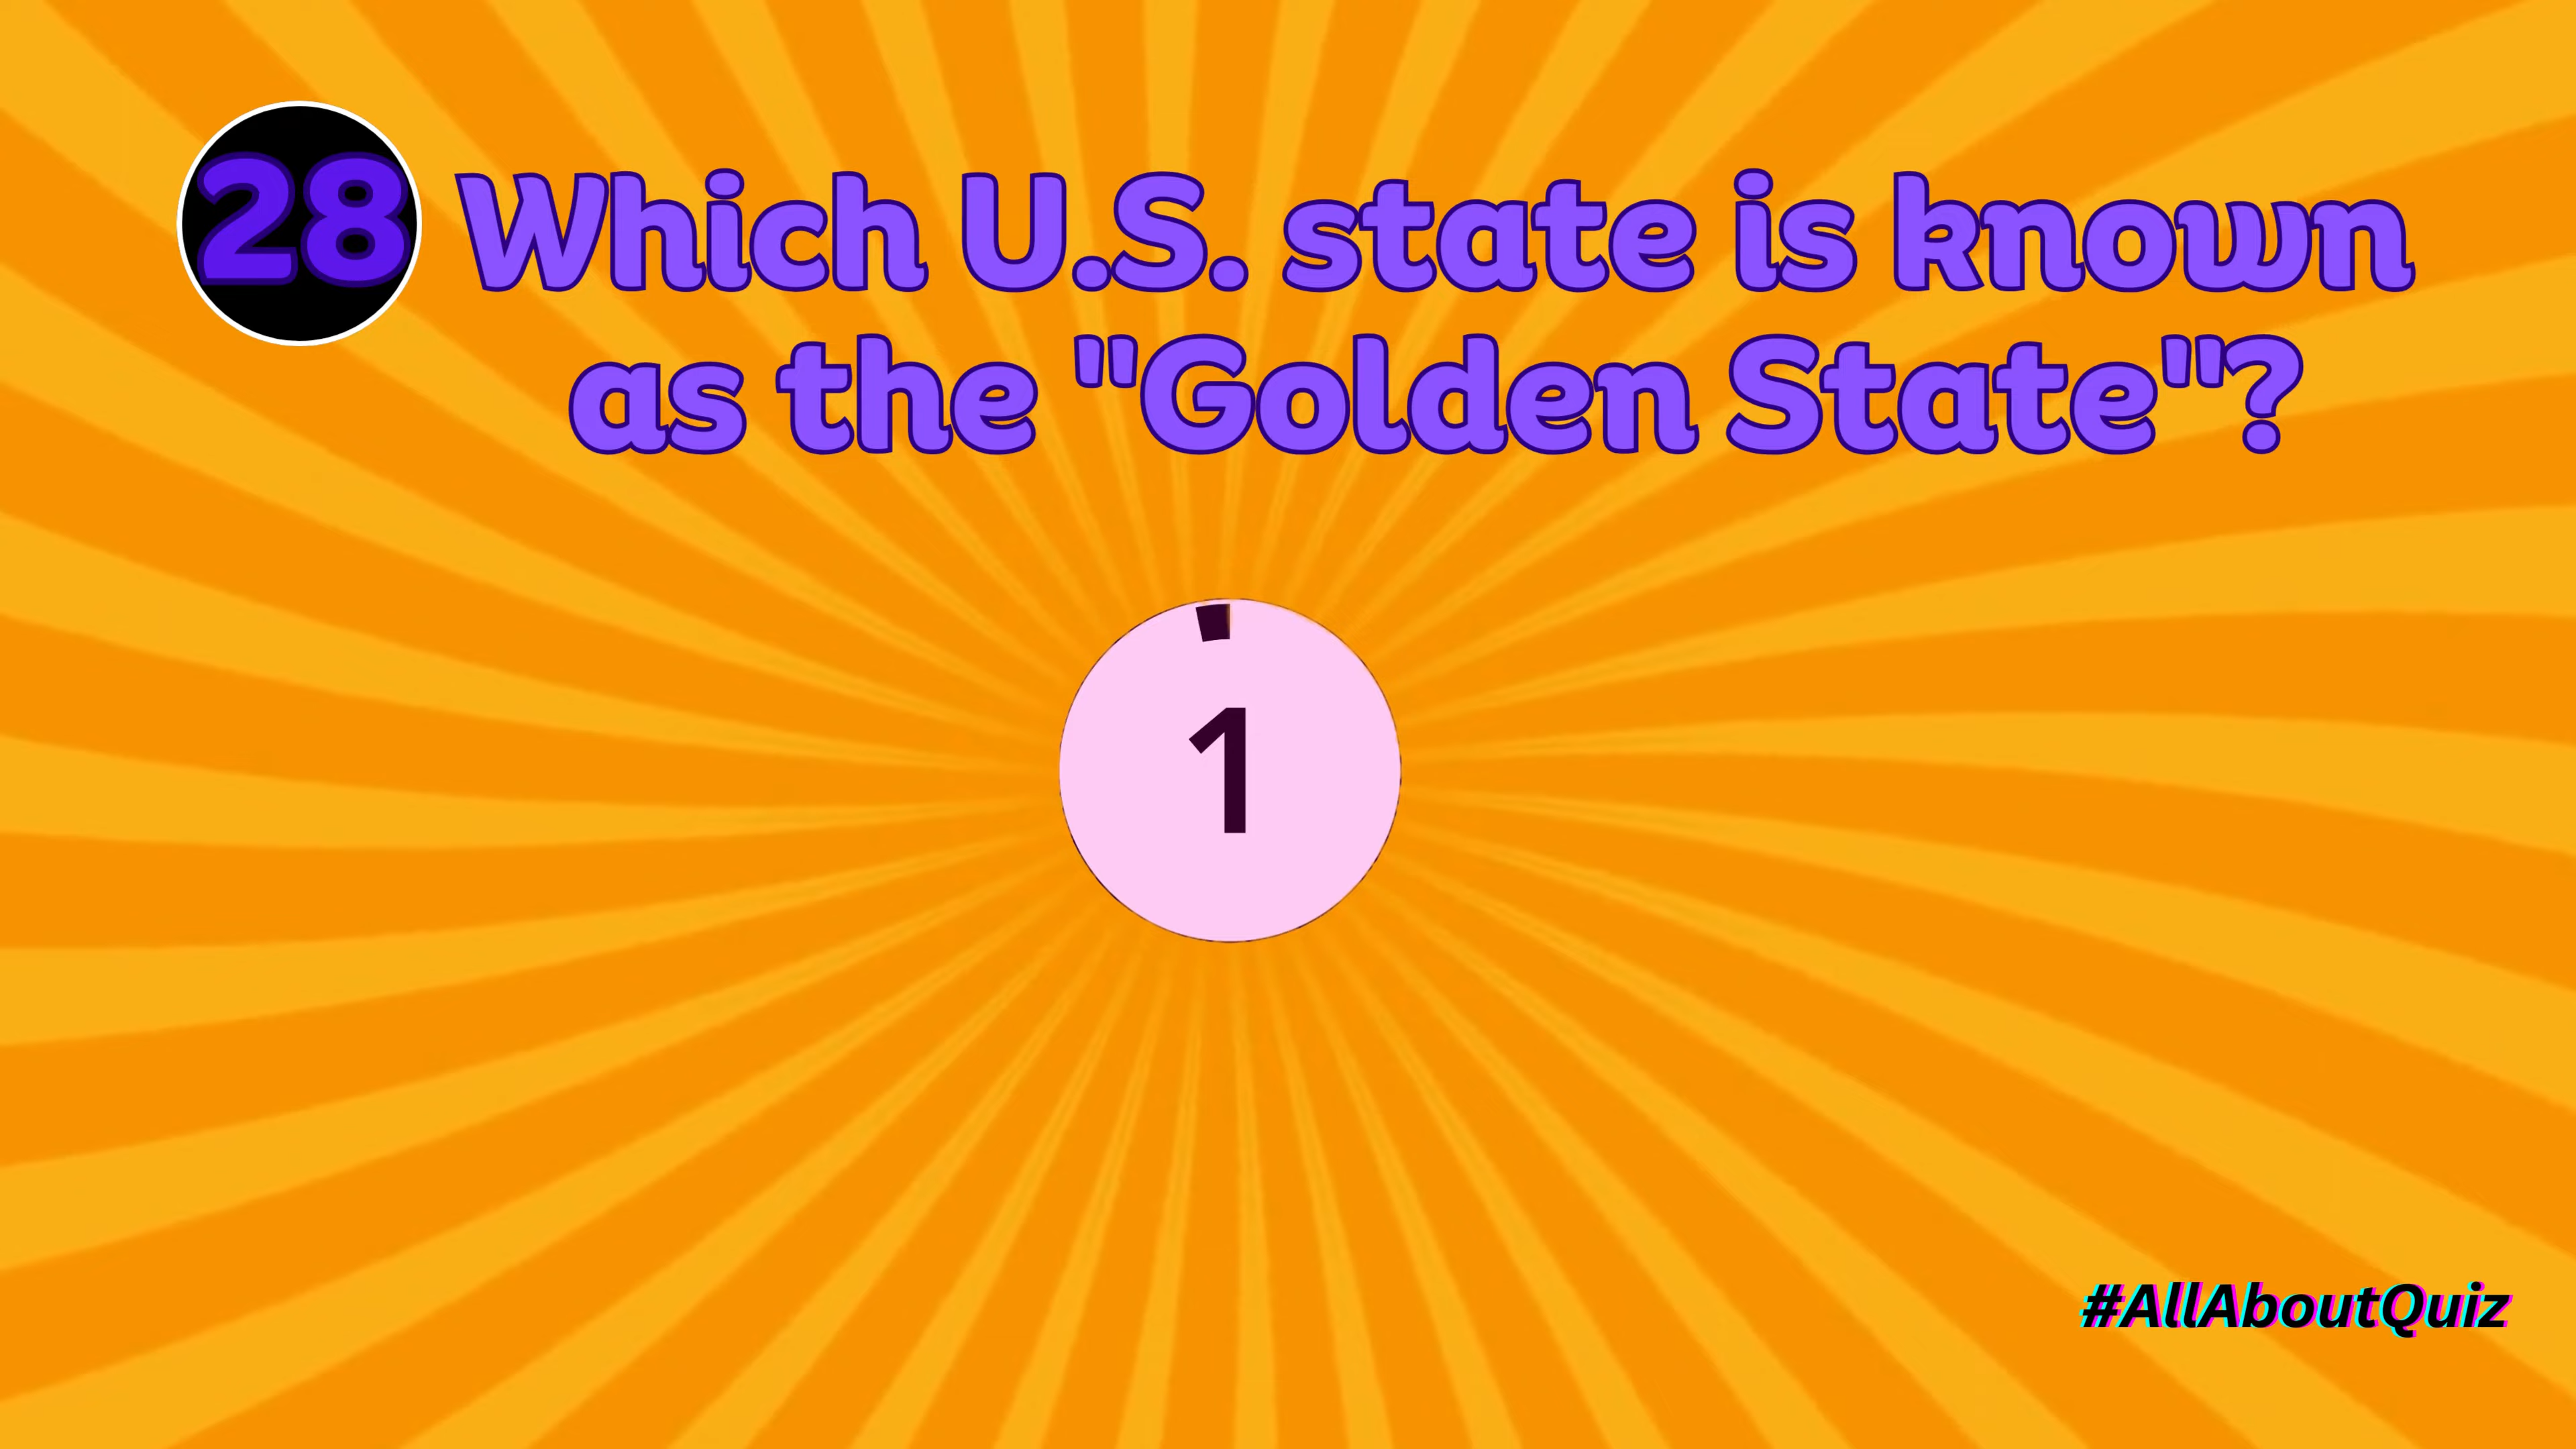 28
Which U.S. state is known
as the "Golden State"?
1
#AllAboutQuiz